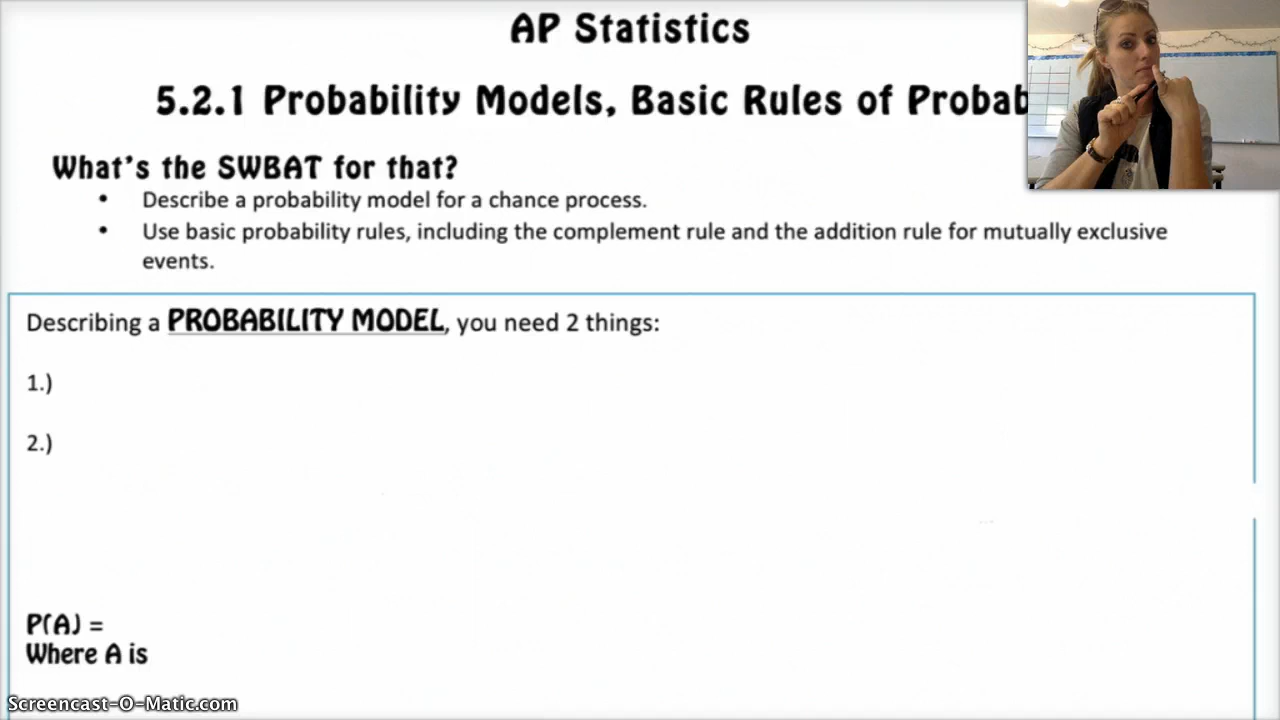 AP Statistics
5.2.1 Probability Models, Basic Rules of Probab
What's the SWBAT for that?
• Describe a probability model for a chance process.
• Use basic probability rules, including the complement rule and the addition rule for mutually exclusive
events.
Describing a PROBABILITY MODEL, you need 2 things:
1.)
2.)
P(A) =
Where A is
Screencast-O-Matic.com